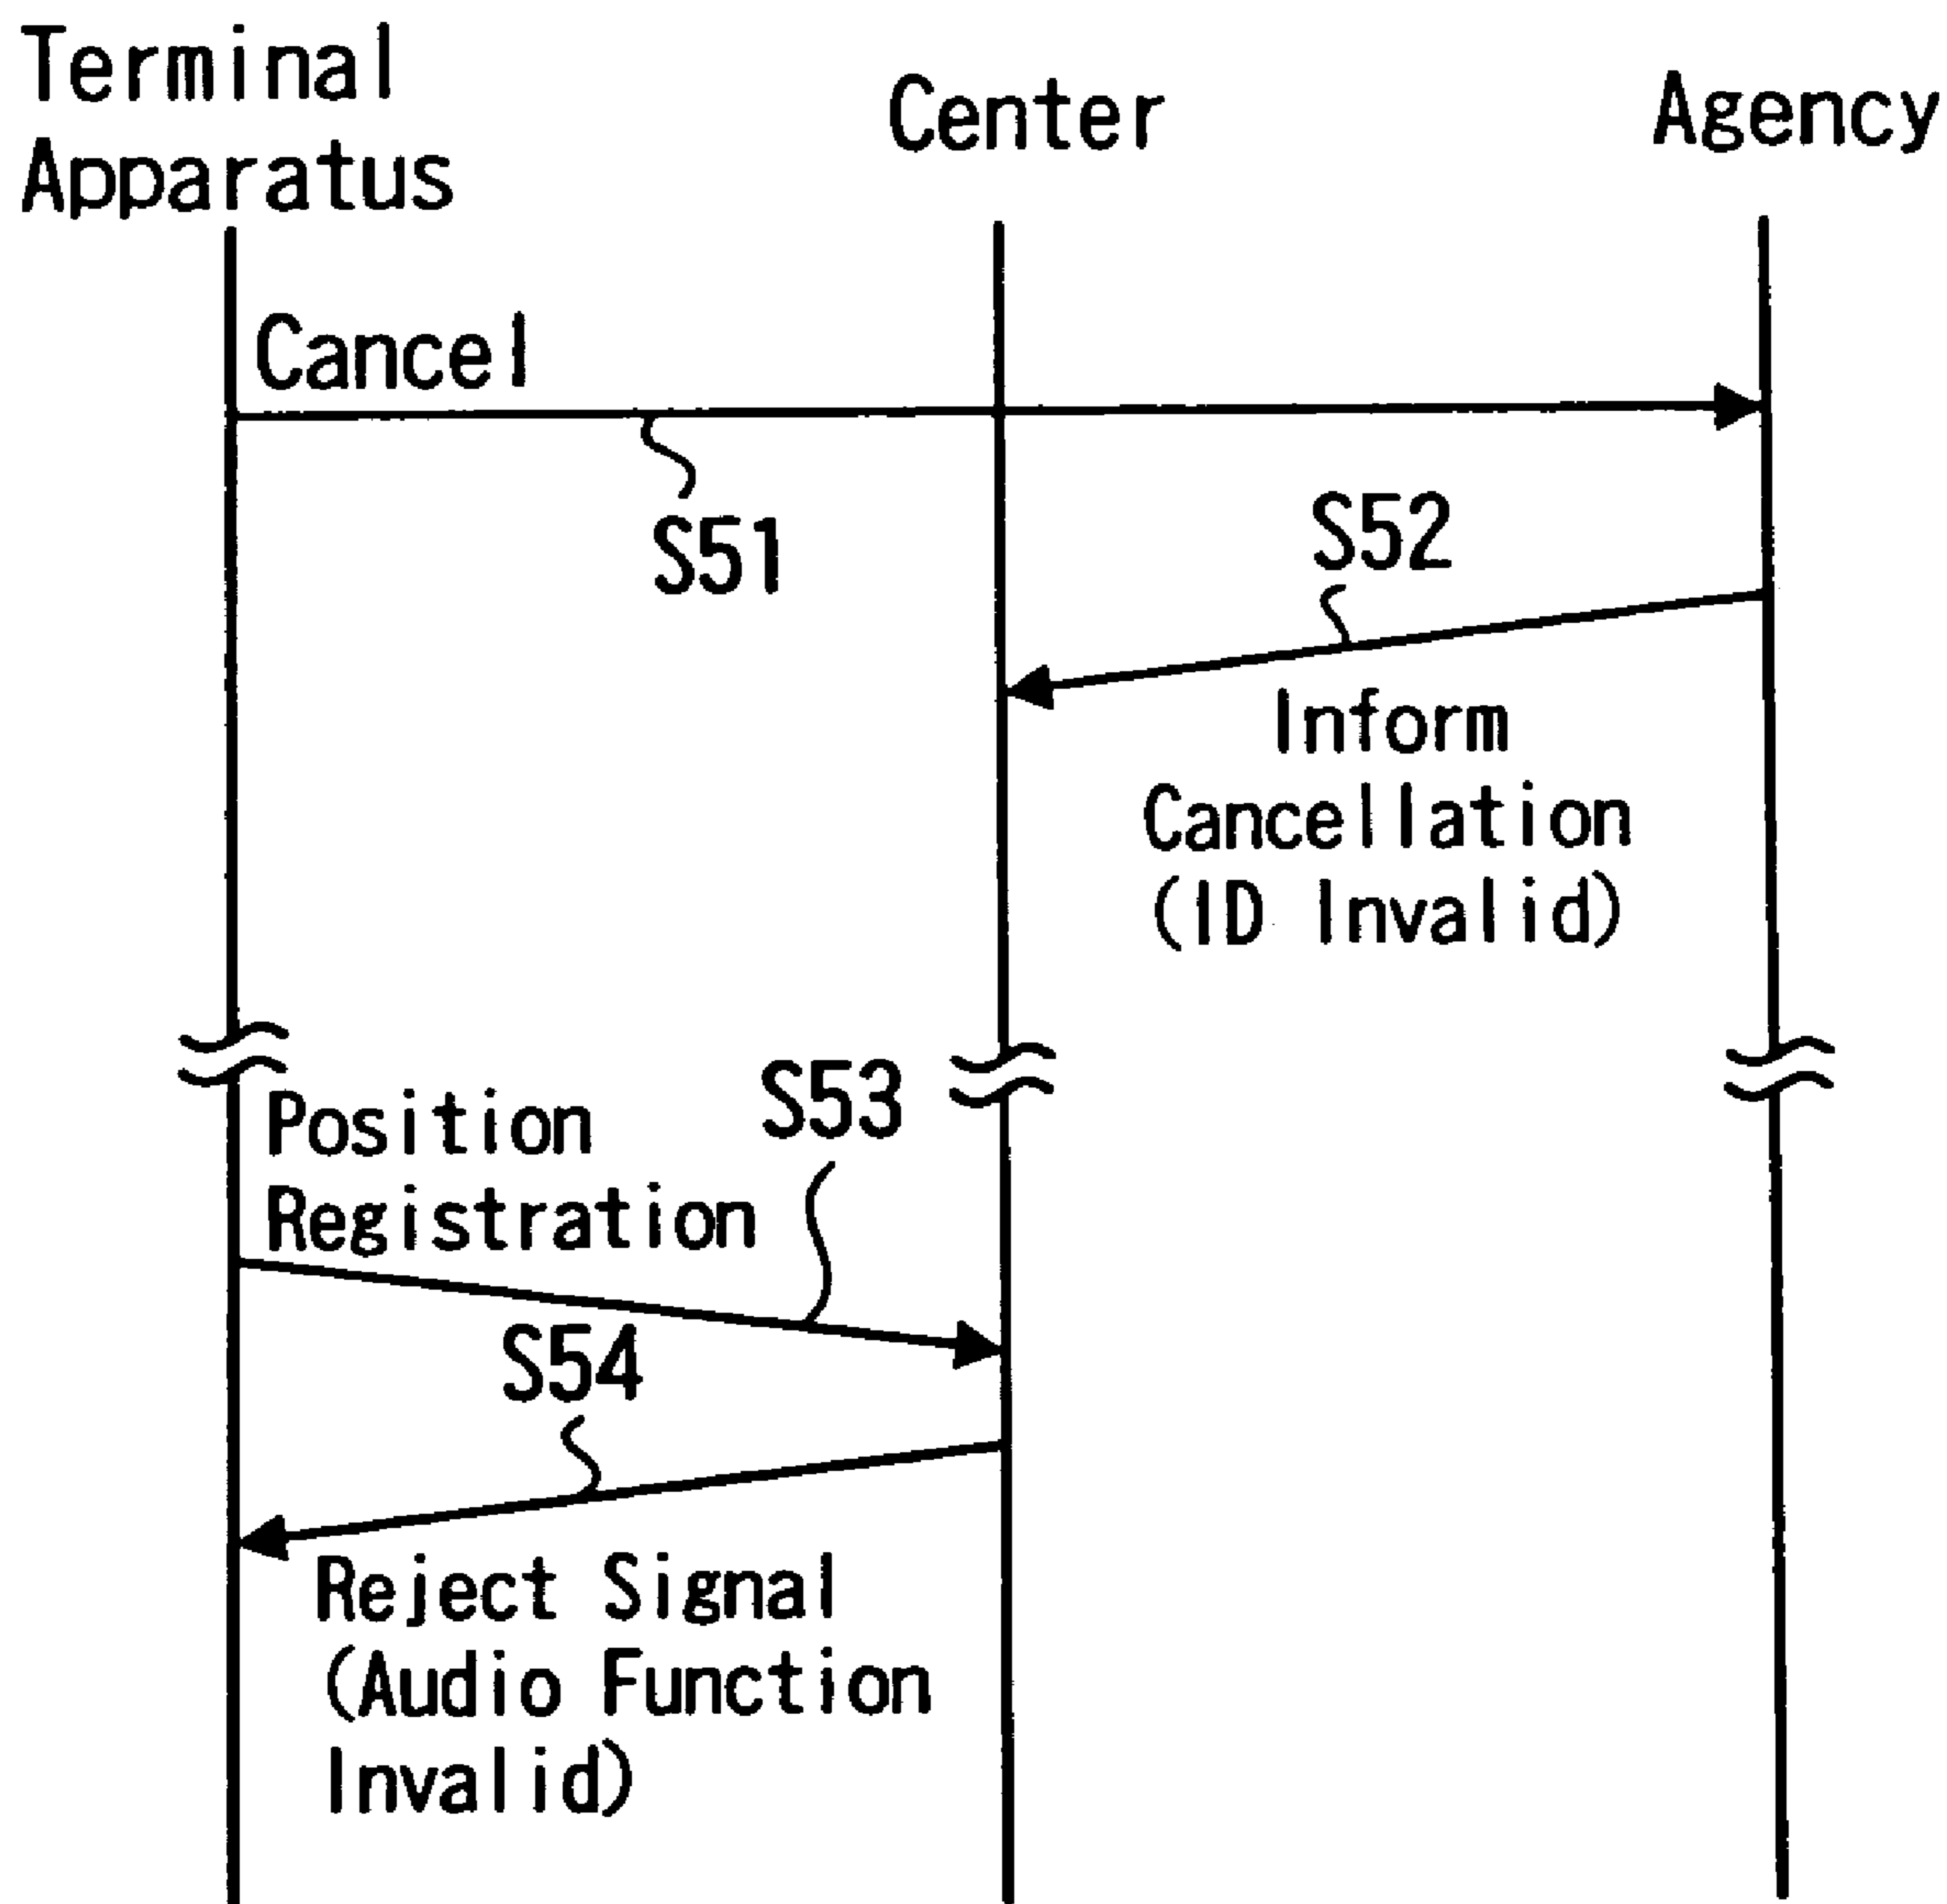 Terminal
Apparatus
Center
Agency
Cancel
S51
S52
Inform
Cancellation
(ID Invalid)
S53
Position
Registration
S54
Reject Signal
(Audio Function
Invalid)